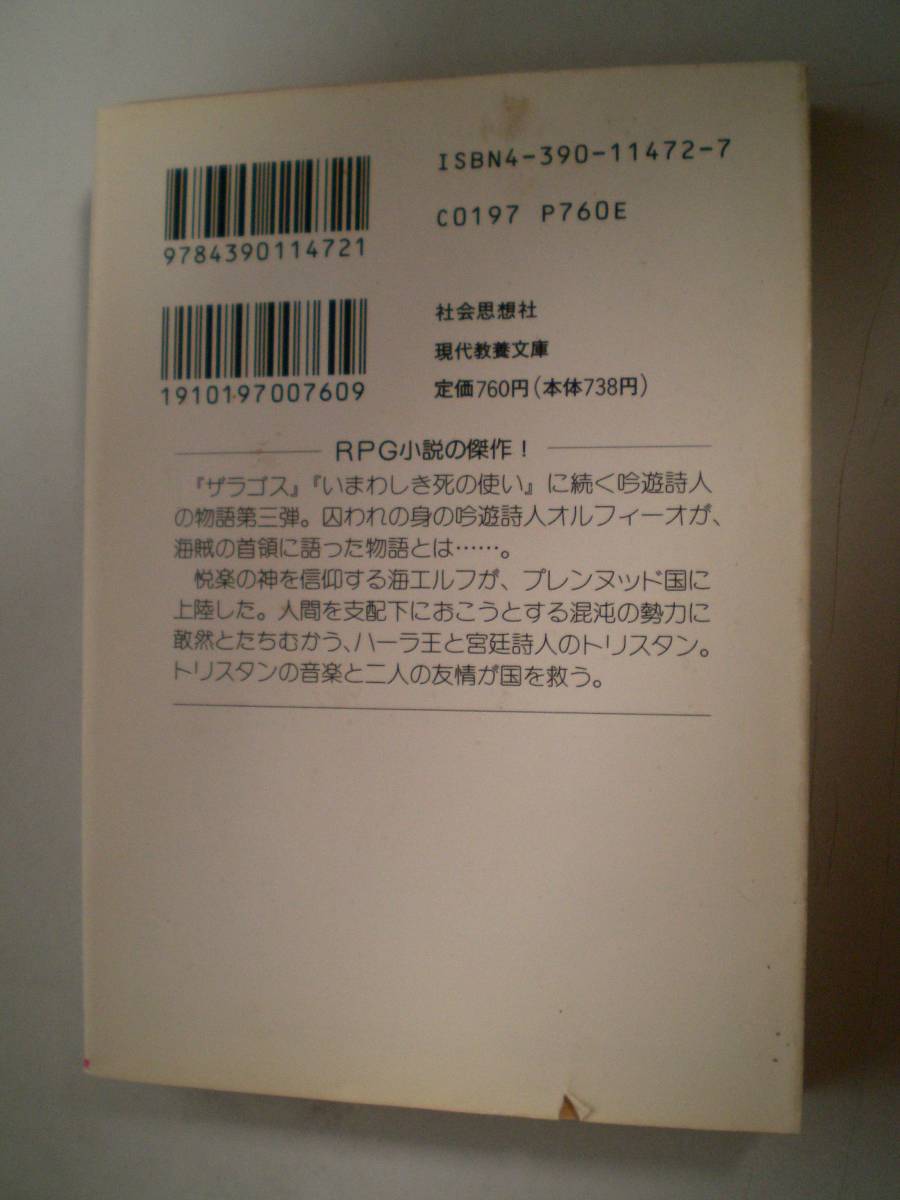 ISBN4-390-11472-7
9784390114721
C0197 P760E
1910197007609
社会思想社
現代教養文庫
定価760円(本体738円)
RPG小説の傑作!
『ザラゴス』『いまわしき死の使い』に続く吟遊詩人
の物語第三弾。囚われの身の吟遊詩人オルフィーオが、
海賊の首領に語った物語とは……。
悦楽の神を信仰する海エルフが、プレンヌッド国に
上陸した。人間を支配下におこうとする混沌の勢力に
敢然とたちむかう、ハーラ王と宮廷詩人のトリスタン。
トリスタンの音楽と二人の友情が国を救う。